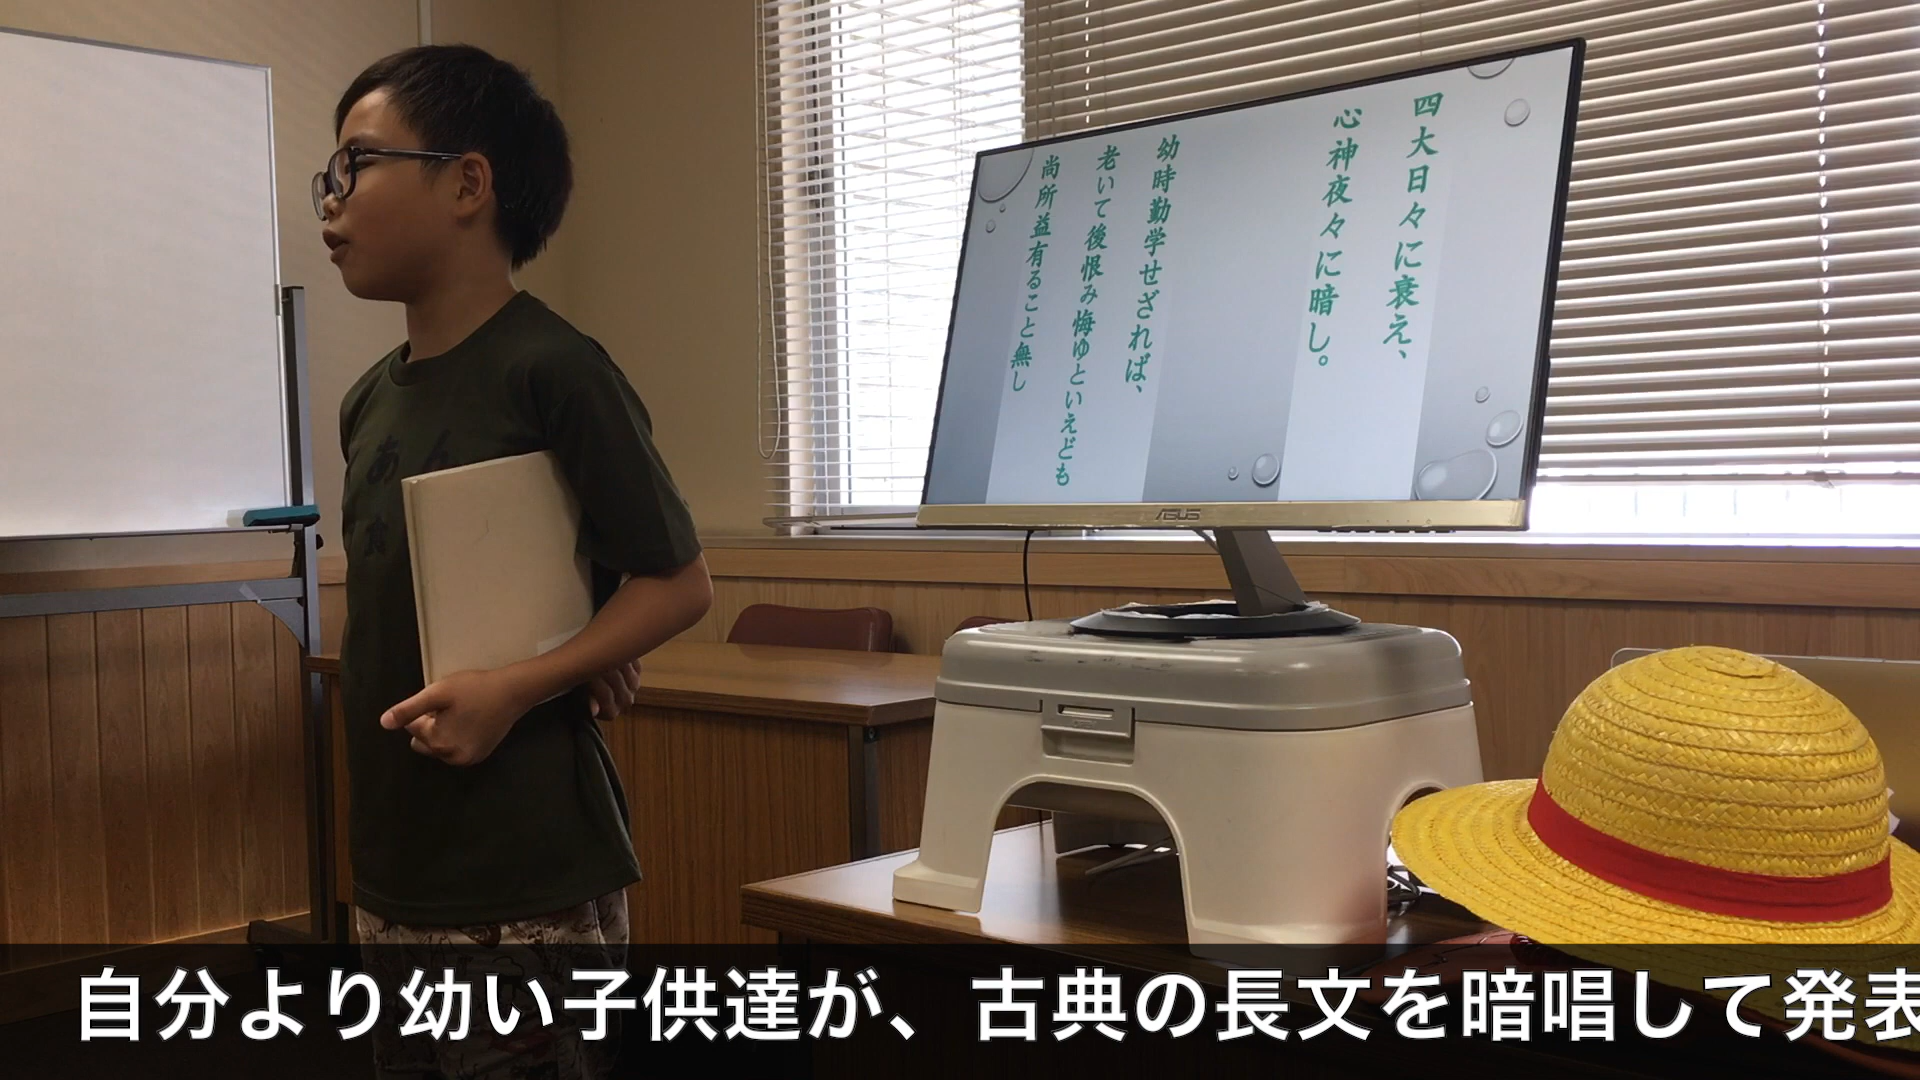 四大日々に衰え、
心神夜々に暗し。
幼時勤学せざれば、
老いて後恨み悔ゆといえども
尚所益有ること無し
ASUS
自分より幼い子供達が、古典の長文を暗唱して発表